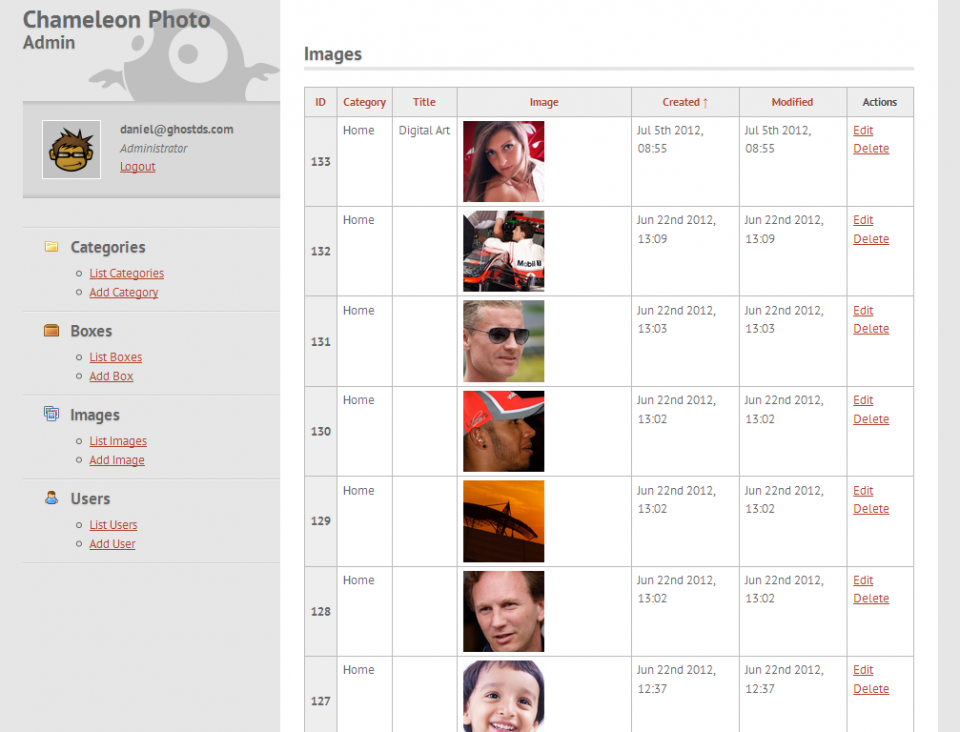 Chameleon Photo
Admin
daniel@ghostds.com
Administrator
Logout
Categories
List Categories
Add Category
Boxes
List Boxes
Add Box
Images
List Images
Add Image
Users
List Users
Add User
Images
ID Category Title Image Created ↑ Modified Actions
133 Home Digital Art Jul 5th 2012, Jul 5th 2012, Edit
08:55 08:55 Delete
132 Home Mobil Jun 22nd 2012, Jun 22nd 2012, Edit
13:09 13:09 Delete
131 Home Jun 22nd 2012, Jun 22nd 2012, Edit
13:03 13:03 Delete
130 Home Jun 22nd 2012, Jun 22nd 2012, Edit
13:02 13:02 Delete
129 Home Jun 22nd 2012, Jun 22nd 2012, Edit
13:02 13:02 Delete
128 Home Jun 22nd 2012, Jun 22nd 2012, Edit
13:02 13:02 Delete
127 Home Jun 22nd 2012, Jun 22nd 2012, Edit
12:37 12:37 Delete